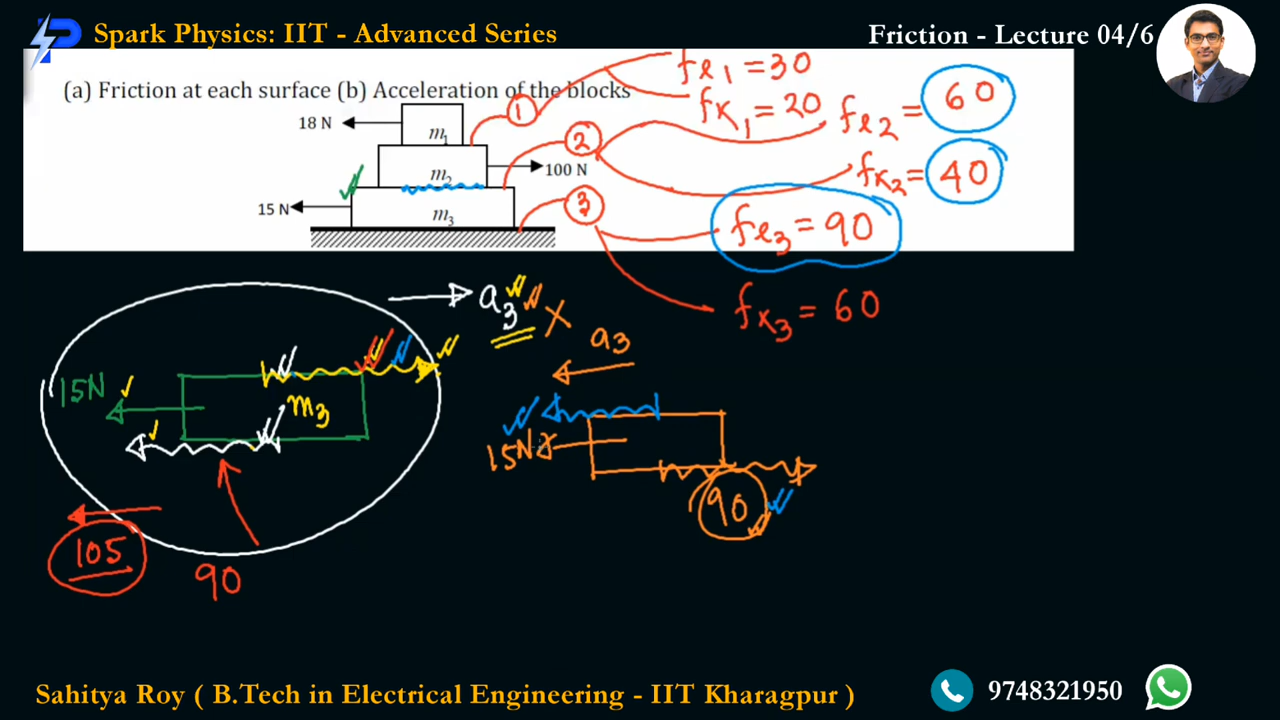 Spark Physics: IIT - Advanced Series
Friction - Lecture 04/6
(a) Friction at each surface (b) Acceleration of the blocks
fl1 = 30
fk1 = 20
fl2 = 60
fk2 = 40
fl3 = 90
fk3 = 60
1
2
3
18 N
m1
m2
100 N
15 N
m3
a3
a3
15N
m3
15N
90
105
90
Sahitya Roy ( B.Tech in Electrical Engineering - IIT Kharagpur )
9748321950